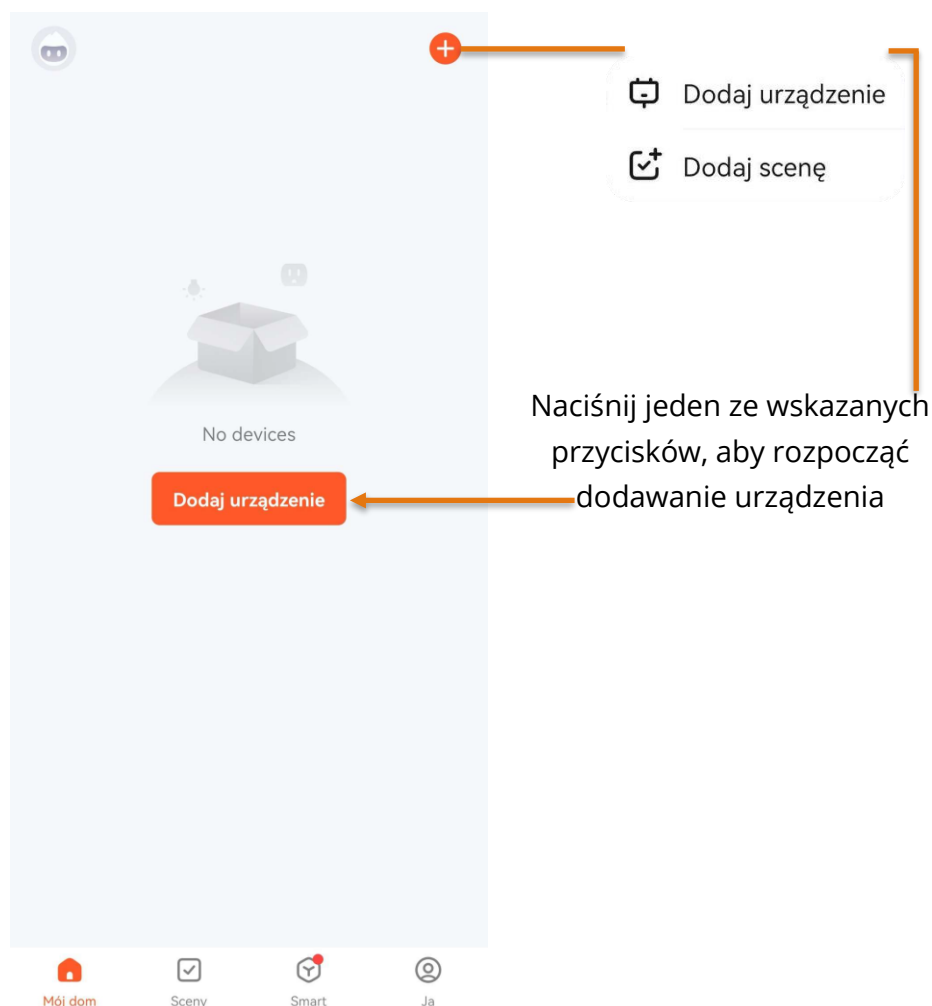 Dodaj urządzenie
Dodaj scenę
No devices
Dodaj urządzenie
Naciśnij jeden ze wskazanych
przycisków, aby rozpocząć
dodawanie urządzenia
Mój dom
Sceny
Smart
Ja